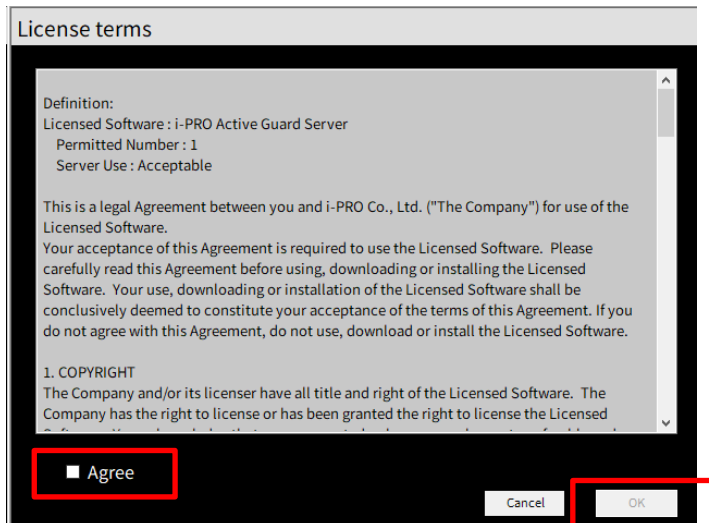 License terms
Definition:
Licensed Software : i-PRO Active Guard Server
Permitted Number : 1
Server Use : Acceptable
This is a legal Agreement between you and i-PRO Co., Ltd. ("The Company") for use of the
Licensed Software.
Your acceptance of this Agreement is required to use the Licensed Software.  Please
carefully read this Agreement before using, downloading or installing the Licensed
Software.  Your use, downloading or installation of the Licensed Software shall be
conclusively deemed to constitute your acceptance of the terms of this Agreement. If you
do not agree with this Agreement, do not use, download or install the Licensed Software.
1. COPYRIGHT
The Company and/or its licenser have all title and right of the Licensed Software.  The
Company has the right to license or has been granted the right to license the Licensed
Agree
Cancel
OK